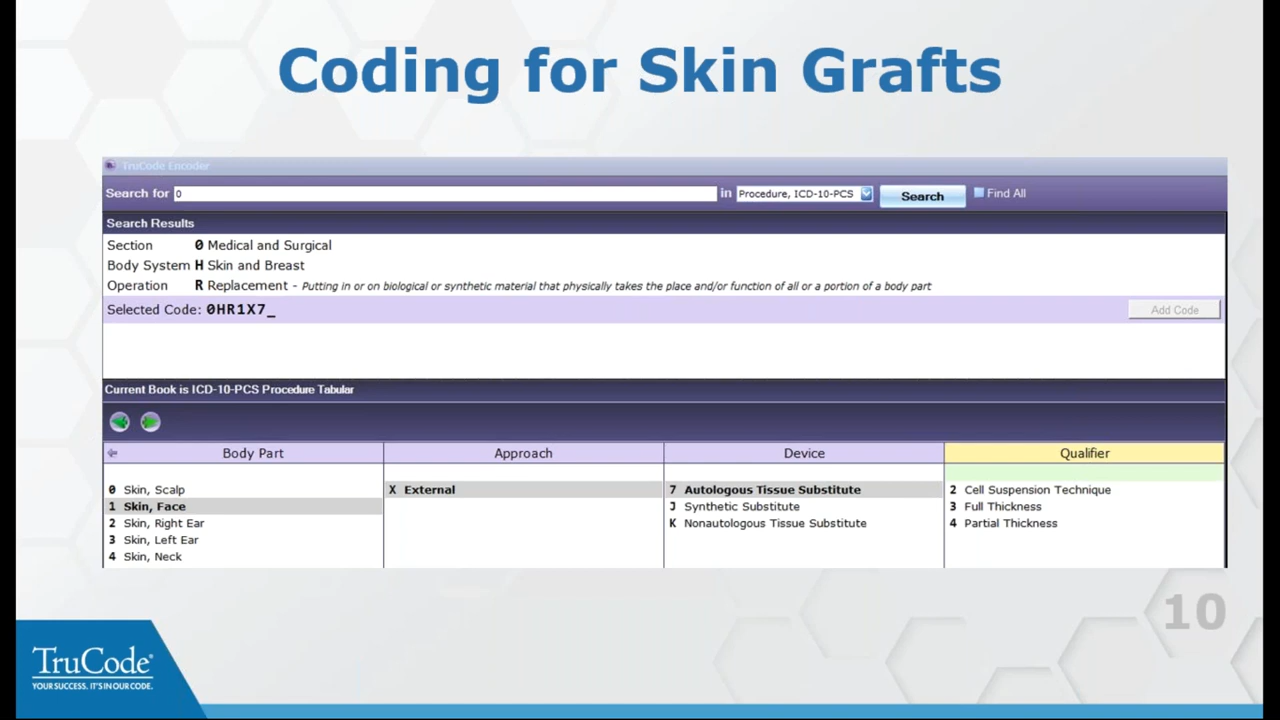 Coding for Skin Grafts
TruCode Encoder
Search for 0 in Procedure, ICD-10-PCS Search Find All
Search Results
Section 0 Medical and Surgical
Body System H Skin and Breast
Operation R Replacement - Putting in or on biological or synthetic material that physically takes the place and/or function of all or a portion of a body part
Selected Code: 0HR1X7_ Add Code
Current Book is ICD-10-PCS Procedure Tabular
Body Part Approach Device Qualifier
0 Skin, Scalp X External 7 Autologous Tissue Substitute 2 Cell Suspension Technique
1 Skin, Face J Synthetic Substitute 3 Full Thickness
2 Skin, Right Ear K Nonautologous Tissue Substitute 4 Partial Thickness
3 Skin, Left Ear
4 Skin, Neck
10
TruCode®
YOUR SUCCESS. IT'S IN OUR CODE.